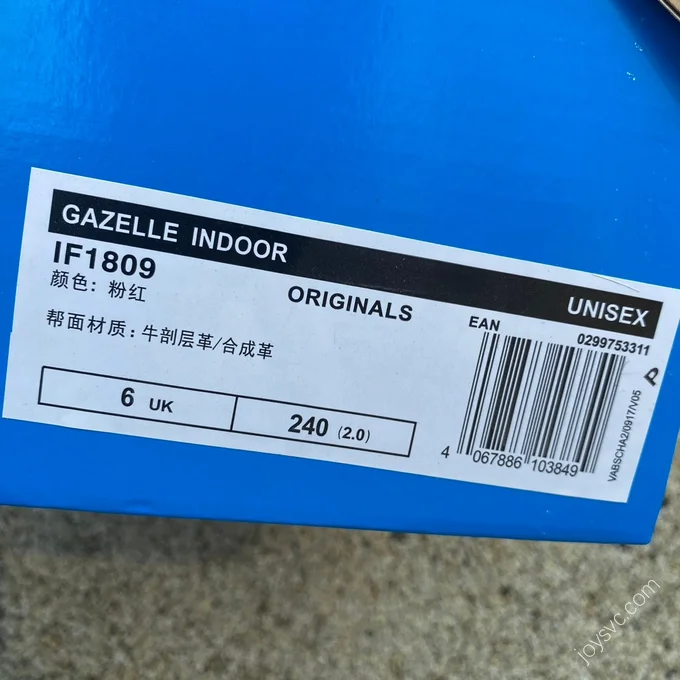 GAZELLE INDOOR
IF1809
颜色: 粉红
ORIGINALS
UNISEX
帮面材质: 牛剖层革/合成革
EAN
0299753311
6 UK
240 (2.0)
4 067886 103849
VABSCHA2/0917/V05
P
joysvc.com